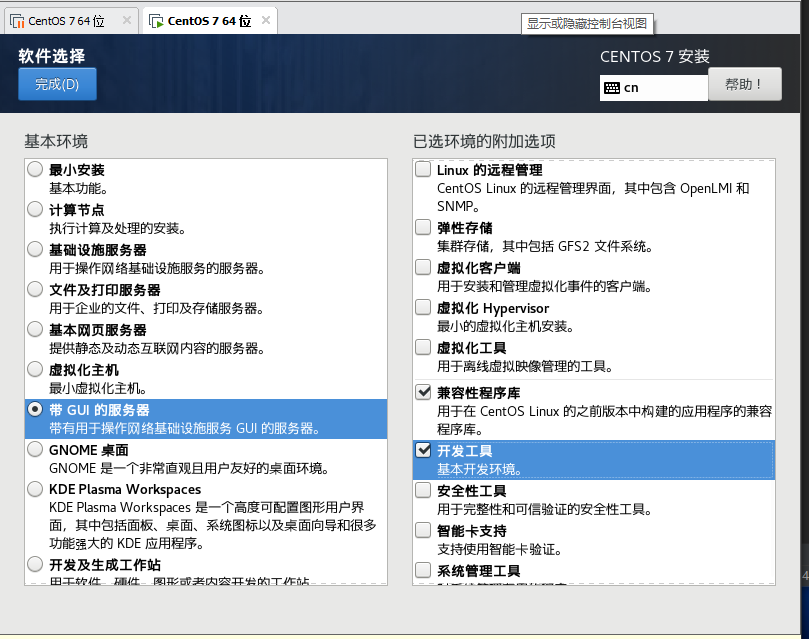 CentOS 7 64 位
CentOS 7 64 位
显示或隐藏控制台视图
软件选择
CENTOS 7 安装
完成(D)
cn
帮助！
基本环境
最小安装
基本功能。
计算节点
执行计算及处理的安装。
基础设施服务器
用于操作网络基础设施服务的服务器。
文件及打印服务器
用于企业的文件、打印及存储服务器。
基本网页服务器
提供静态及动态互联网内容的服务器。
虚拟化主机
最小虚拟化主机。
带 GUI 的服务器
带有用于操作网络基础设施服务 GUI 的服务器。
GNOME 桌面
GNOME 是一个非常直观且用户友好的桌面环境。
KDE Plasma Workspaces
KDE Plasma Workspaces 是一个高度可配置图形用户界
面，其中包括面板、桌面、系统图标以及桌面向导和很多
功能强大的 KDE 应用程序。
开发及生成工作站
用于软件、硬件、图形或者内容开发的工作站
已选环境的附加选项
Linux 的远程管理
CentOS Linux 的远程管理界面，其中包含 OpenLMI 和
SNMP。
弹性存储
集群存储，其中包括 GFS2 文件系统。
虚拟化客户端
用于安装和管理虚拟化事件的客户端。
虚拟化 Hypervisor
最小的虚拟化主机安装。
虚拟化工具
用于离线虚拟映像管理的工具。
兼容性程序库
用于在 CentOS Linux 的之前版本中构建的应用程序的兼容
程序库。
开发工具
基本开发环境。
安全性工具
用于完整性和可信验证的安全性工具。
智能卡支持
支持使用智能卡验证。
系统管理工具